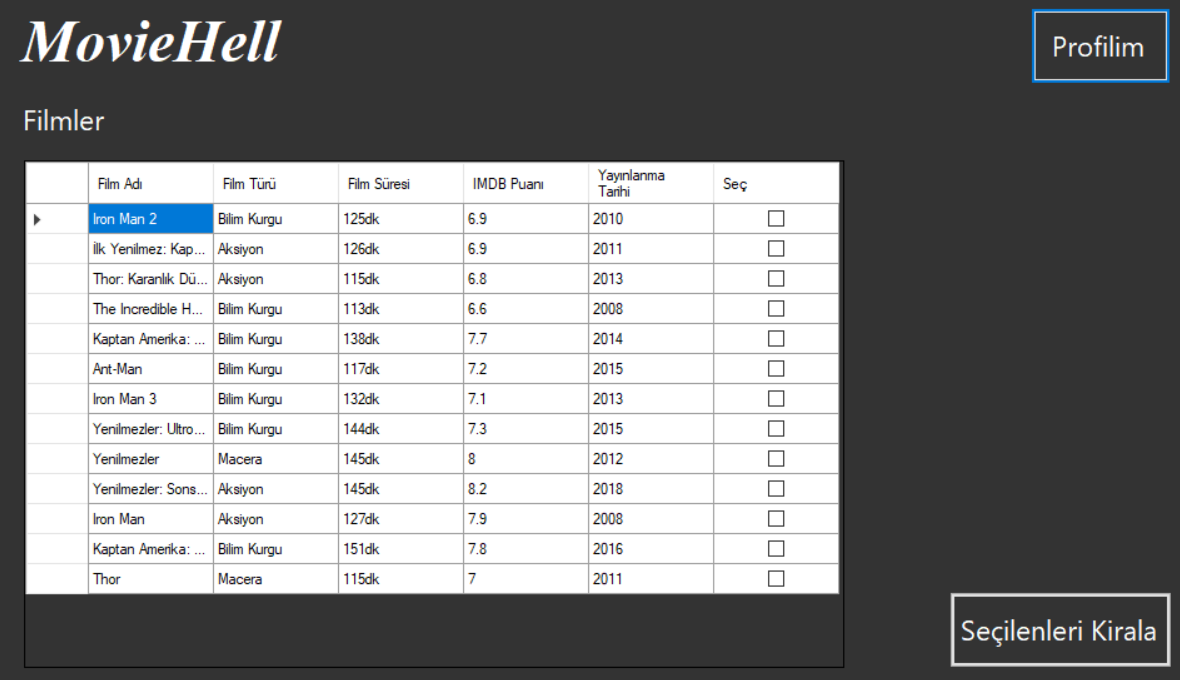 MovieHell
Profilim
Filmler
Film Adı Film Türü Film Süresi IMDB Puanı Yayınlanma Tarihi Seç
Iron Man 2 Bilim Kurgu 125dk 6.9 2010
İlk Yenilmez: Kap... Aksiyon 126dk 6.9 2011
Thor: Karanlık Dü... Aksiyon 115dk 6.8 2013
The Incredible H... Bilim Kurgu 113dk 6.6 2008
Kaptan Amerika: ... Bilim Kurgu 138dk 7.7 2014
Ant-Man Bilim Kurgu 117dk 7.2 2015
Iron Man 3 Bilim Kurgu 132dk 7.1 2013
Yenilmezler: Ultro... Bilim Kurgu 144dk 7.3 2015
Yenilmezler Macera 145dk 8 2012
Yenilmezler: Sons... Aksiyon 145dk 8.2 2018
Iron Man Aksiyon 127dk 7.9 2008
Kaptan Amerika: ... Bilim Kurgu 151dk 7.8 2016
Thor Macera 115dk 7 2011
Seçilenleri Kirala